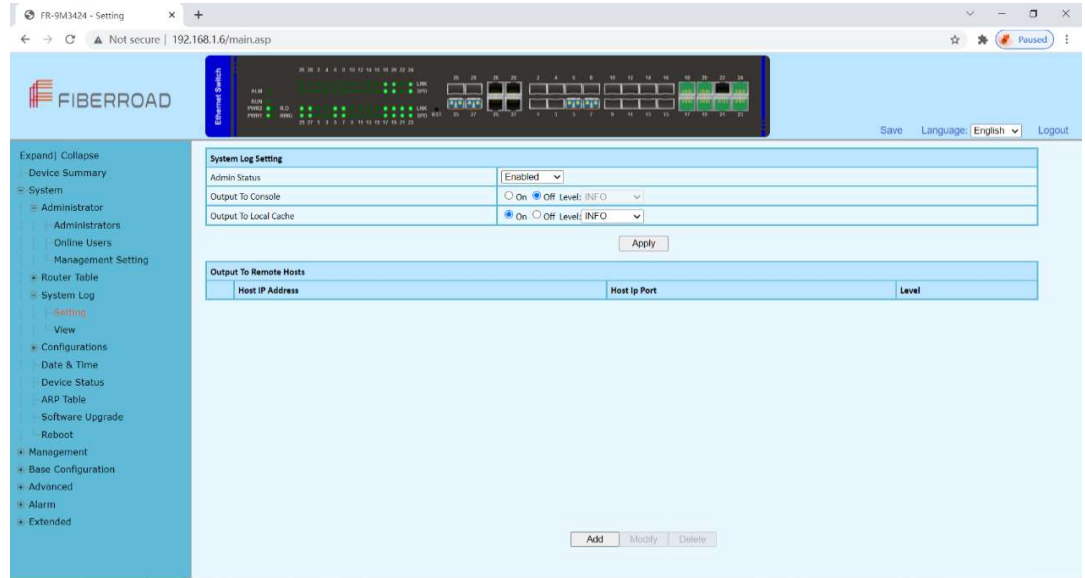 FR-9M3424 - Setting
Not secure | 192.168.1.6/main.asp
Paused
FIBERROAD
Ethernet Switch
Save Language: English Logout
Expand| Collapse
Device Summary
System
Administrator
Administrators
Online Users
Management Setting
Router Table
System Log
Setting
View
Configurations
Date & Time
Device Status
ARP Table
Software Upgrade
Reboot
Management
Base Configuration
Advanced
Alarm
Extended
System Log Setting
Admin Status Enabled
Output To Console On Off Level: INFO
Output To Local Cache On Off Level: INFO
Apply
Output To Remote Hosts
Host IP Address Host Ip Port Level
Add Modify Delete